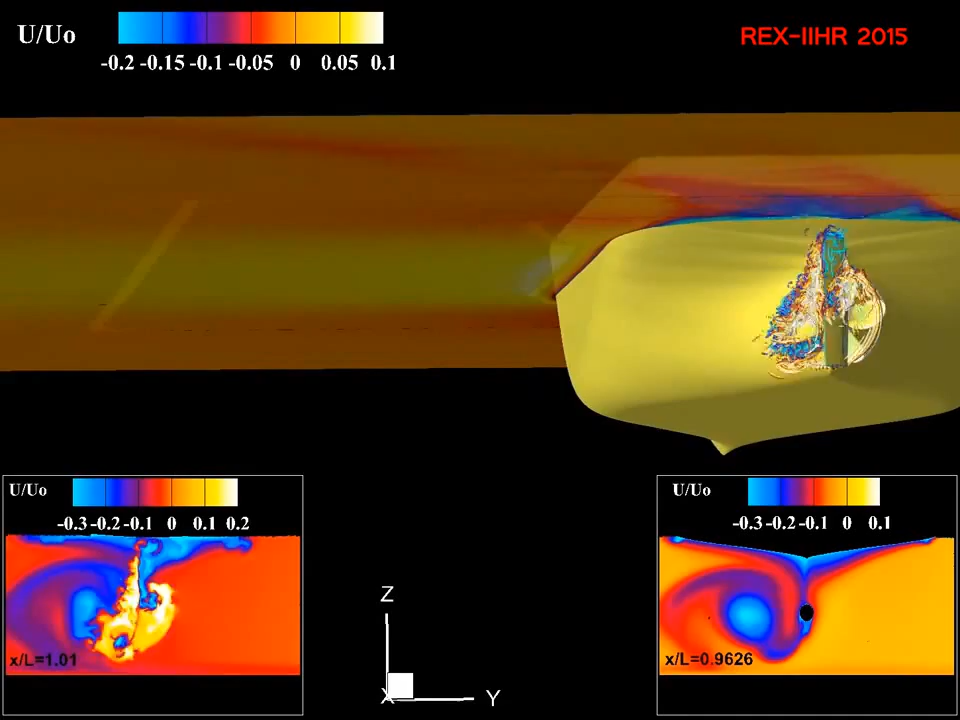 U/Uo
-0.2 -0.15 -0.1 -0.05 0 0.05 0.1
REX-IIHR 2015
U/Uo
-0.3 -0.2 -0.1 0 0.1 0.2
x/L=1.01
Z
X
Y
U/Uo
-0.3 -0.2 -0.1 0 0.1
x/L=0.9626